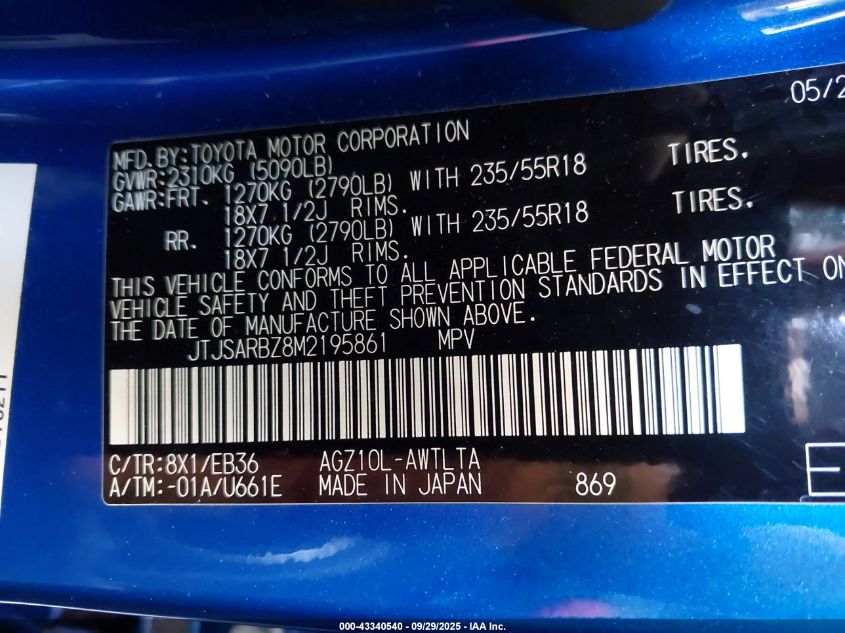 05/2
MFD.BY:TOYOTA MOTOR CORPORATION
GVWR:2310KG (5090LB)
GAWR:FRT. 1270KG (2790LB) WITH 235/55R18 TIRES.
18X7 1/2J RIMS.
RR. 1270KG (2790LB) WITH 235/55R18 TIRES.
18X7 1/2J RIMS.
THIS VEHICLE CONFORMS TO ALL APPLICABLE FEDERAL MOTOR
VEHICLE SAFETY AND THEFT PREVENTION STANDARDS IN EFFECT ON
THE DATE OF MANUFACTURE SHOWN ABOVE.
JTJSARBZ8M2195861 MPV
C/TR:8X1/EB36 AGZ10L-AWTLTA
A/TM:-01A/U661E MADE IN JAPAN 869
000-43340540 - 09/29/2025 - IAA Inc.